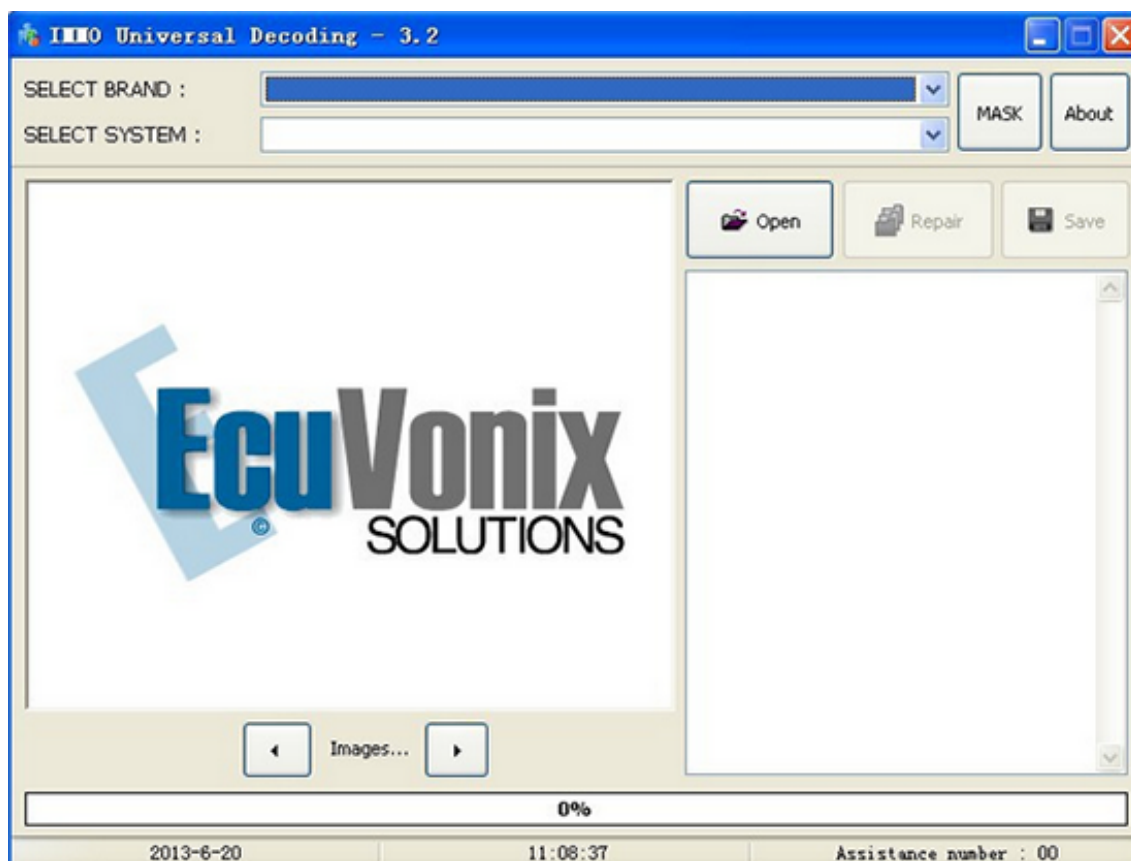 Universal Decoding - 3.2
SELECT BRAND :
SELECT SYSTEM :
MASK
About
Open
Repair
Save
EcuVonix
SOLUTIONS
Images...
0%
2013-6-20
11:08:37
Assistance number : 00